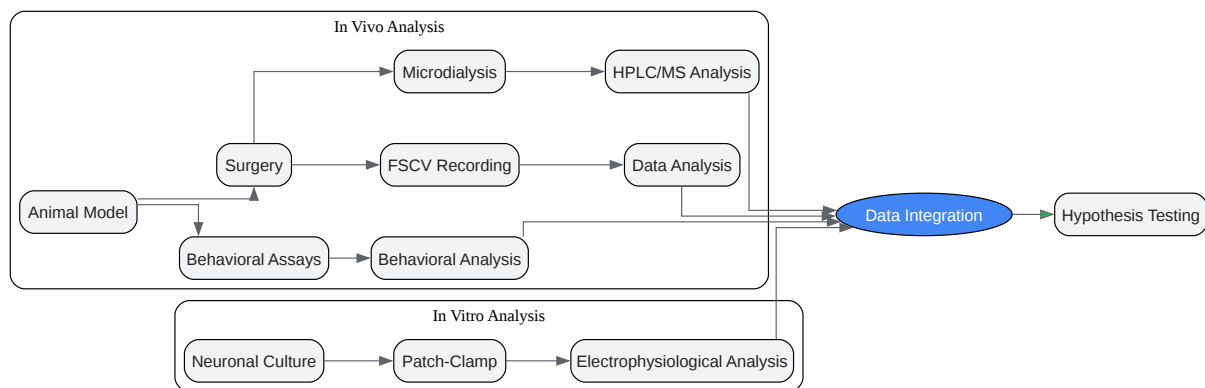 In Vivo Analysis
Microdialysis
HPLC/MS Analysis
Surgery
FSCV Recording
Data Analysis
Animal Model
Data Integration
Hypothesis Testing
Behavioral Assays
Behavioral Analysis
In Vitro Analysis
Neuronal Culture
Patch-Clamp
Electrophysiological Analysis